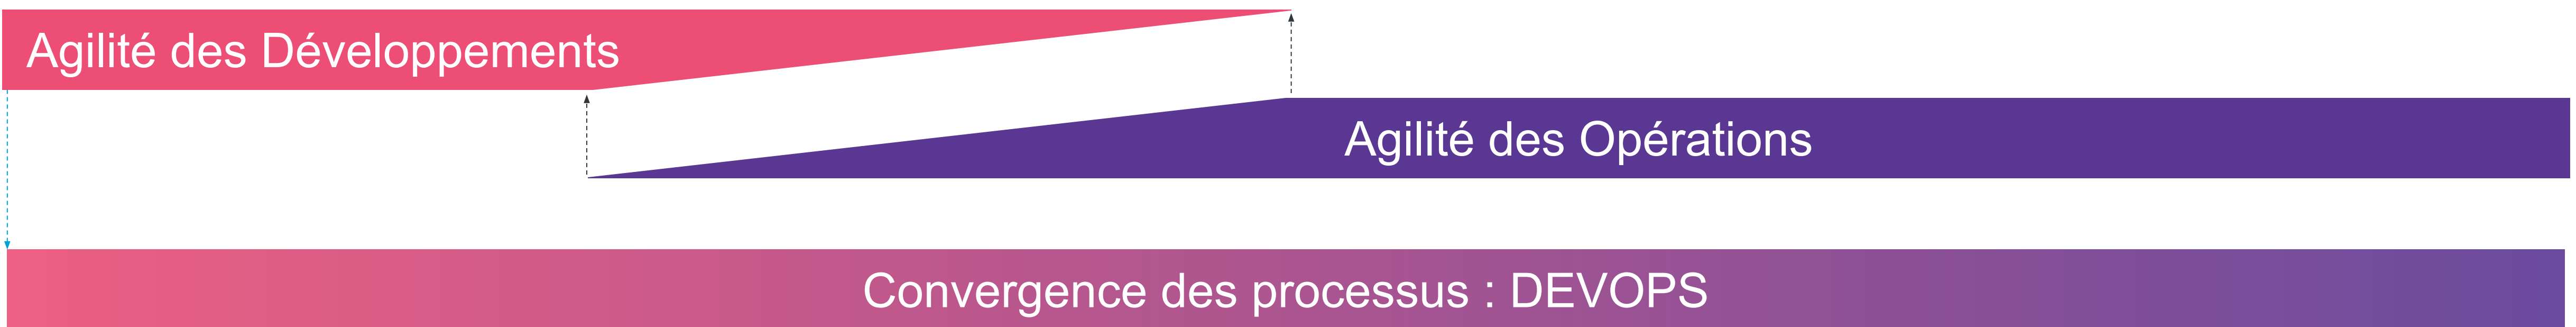 Agilité des Développements
Agilité des Opérations
Convergence des processus : DEVOPS